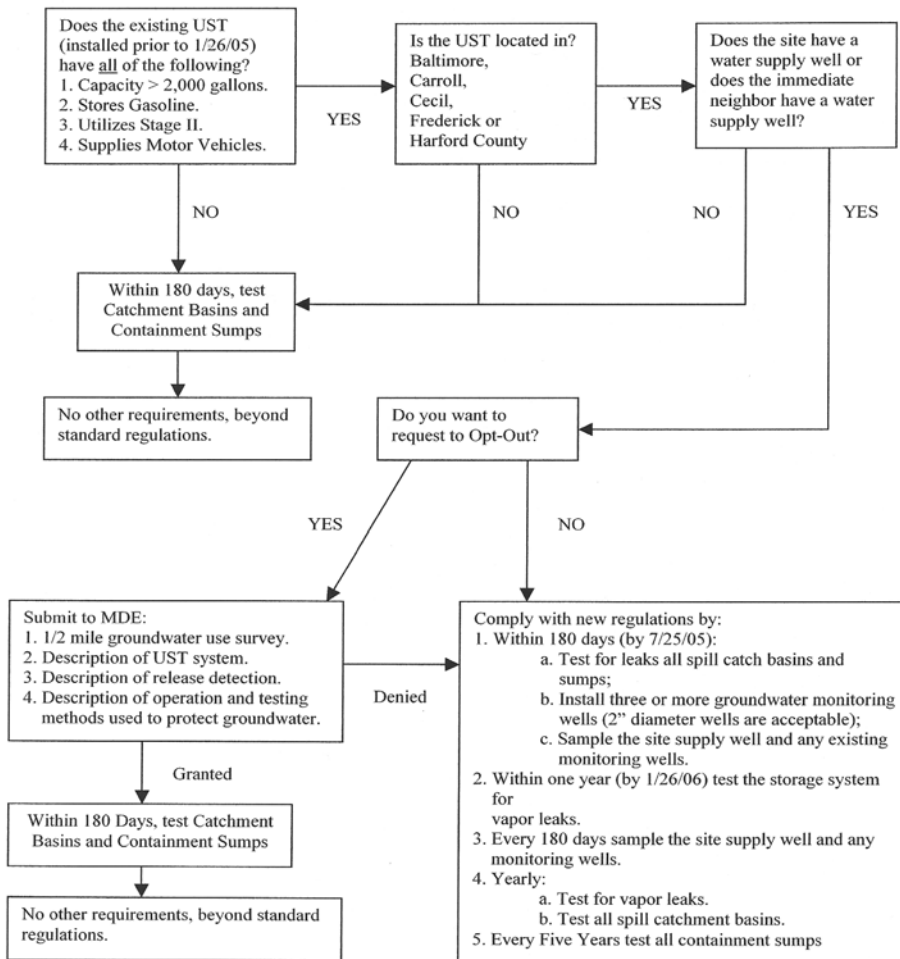 Does the existing UST
(installed prior to 1/26/05)
have all of the following?
1. Capacity > 2,000 gallons.
2. Stores Gasoline.
3. Utilizes Stage II.
4. Supplies Motor Vehicles.
YES
Is the UST located in?
Baltimore,
Carroll,
Cecil,
Frederick or
Harford County
YES
Does the site have a
water supply well or
does the immediate
neighbor have a water
supply well?
NO
NO
NO
YES
Within 180 days, test
Catchment Basins and
Containment Sumps
No other requirements, beyond
standard regulations.
Do you want to
request to Opt-Out?
YES
NO
Submit to MDE:
1. 1/2 mile groundwater use survey.
2. Description of UST system.
3. Description of release detection.
4. Description of operation and testing
methods used to protect groundwater.
Denied
Granted
Within 180 Days, test Catchment
Basins and Containment Sumps
No other requirements, beyond standard
regulations.
Comply with new regulations by:
1. Within 180 days (by 7/25/05):
a. Test for leaks all spill catch basins and
sumps;
b. Install three or more groundwater monitoring
wells (2” diameter wells are acceptable);
c. Sample the site supply well and any existing
monitoring wells.
2. Within one year (by 1/26/06) test the storage system
for
vapor leaks.
3. Every 180 days sample the site supply well and any
monitoring wells.
4. Yearly:
a. Test for vapor leaks.
b. Test all spill catchment basins.
5. Every Five Years test all containment sumps